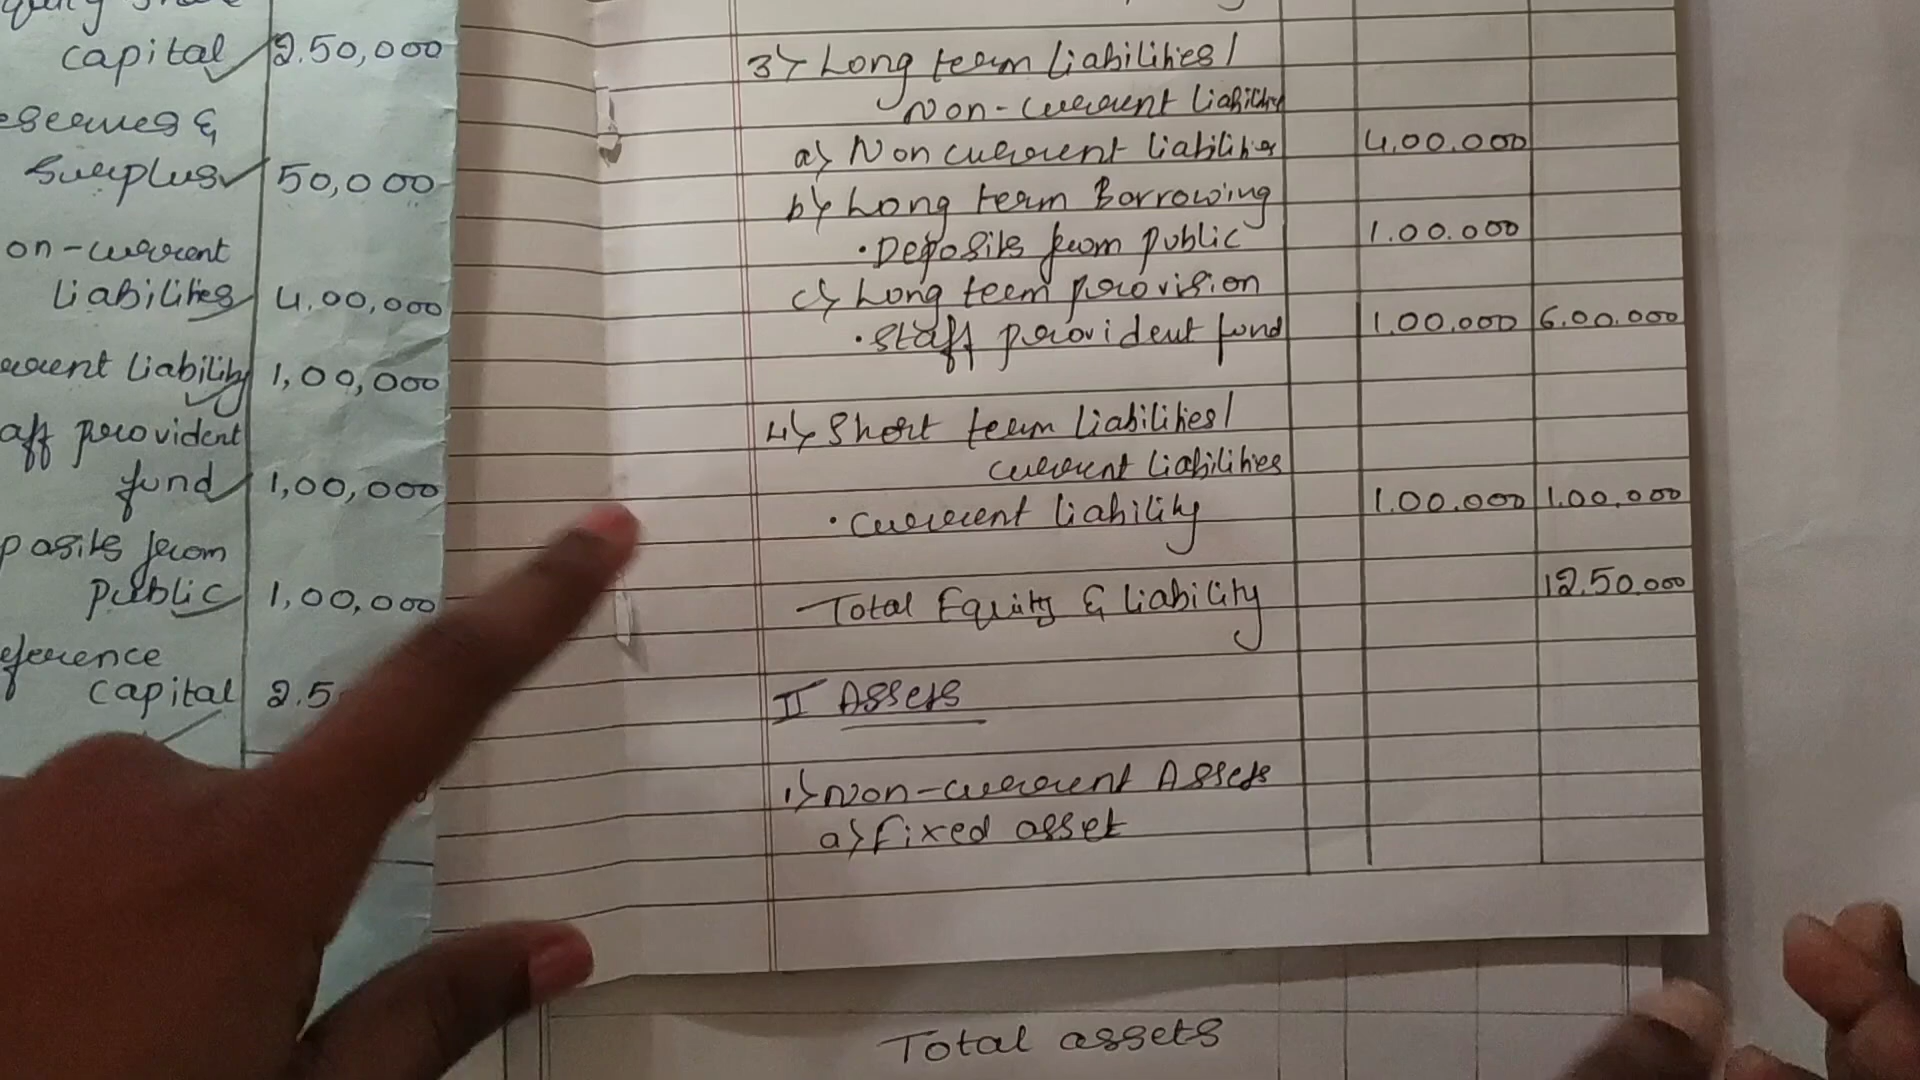 capital 2.50,000
&
Surplus 50,000
on-current
Liabilities 4.00,000
Liability 1,00,000
provident
fund 1,00,000
from
public 1,00,000
capital 2.5
3) Long term Liabilities/
Non-current Liability
a) Non current Liabilities 4.00.000
b) Long term Borrowing
• Deposits from public 1.00.000
c) Long term provision
• Staff provident fund 1.00.000 6.00.000
4) Short term Liabilities/
current Liabilities
• Current Liability 1.00.000 1.00.000
Total Equity & Liability 12.50.000
II Assets
1) Non-current Assets
a) Fixed asset
Total assets